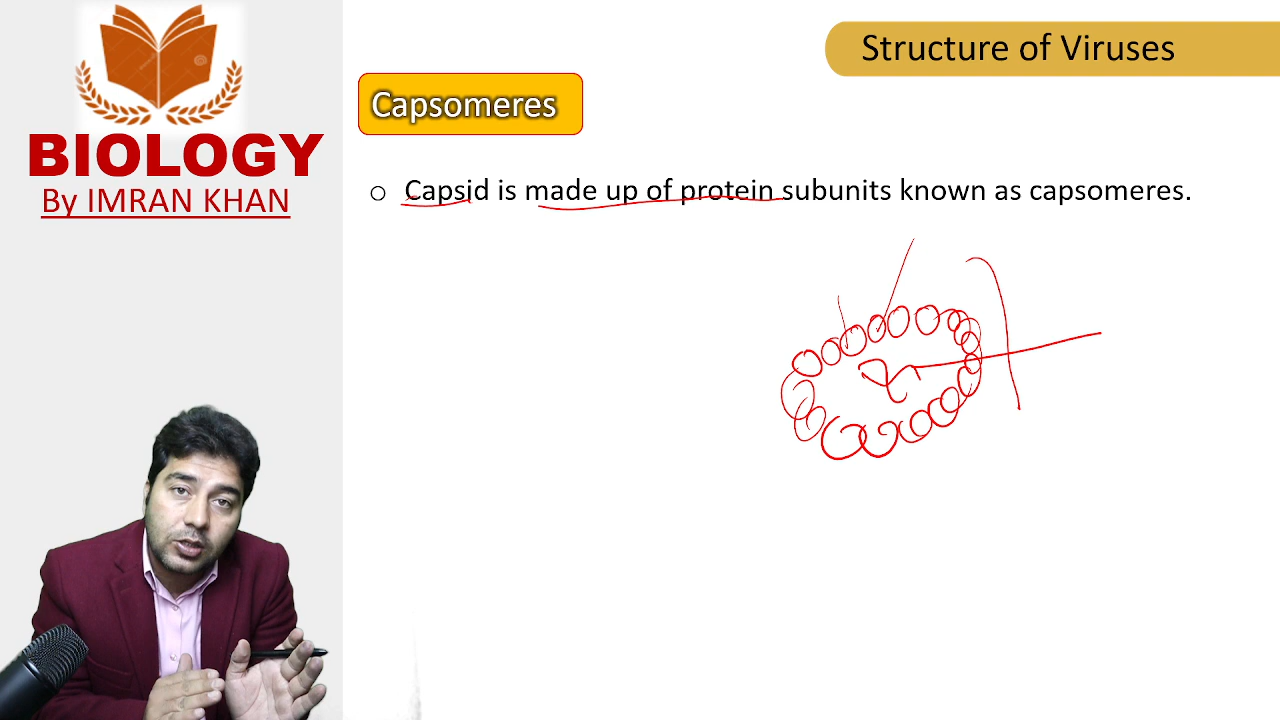 BIOLOGY
By IMRAN KHAN
Structure of Viruses
Capsomeres
o Capsid is made up of protein subunits known as capsomeres.